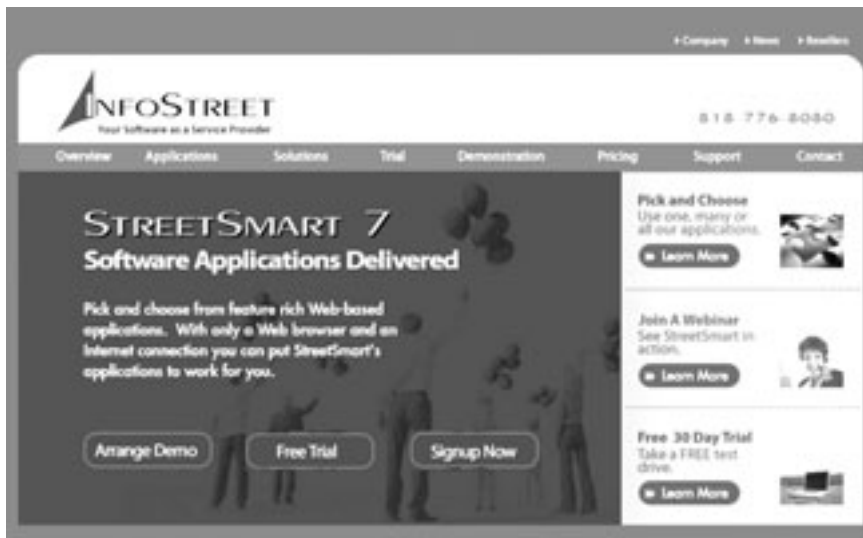 Company News Resellers
INFOSTREET
Your Software as a Service Provider
818 776 8080
Overview Applications Solutions Trial Demonstration Pricing Support Contact
STREETSMART 7
Software Applications Delivered
Pick and choose from feature rich Web-based
applications. With only a Web browser and an
Internet connection you can put StreetSmart's
applications to work for you.
Arrange Demo Free Trial Signup Now
Pick and Choose
Use one, many or
all our applications.
Learn More
Join A Webinar
See StreetSmart in
action.
Learn More
Free 30 Day Trial
Take a FREE test
drive.
Learn More